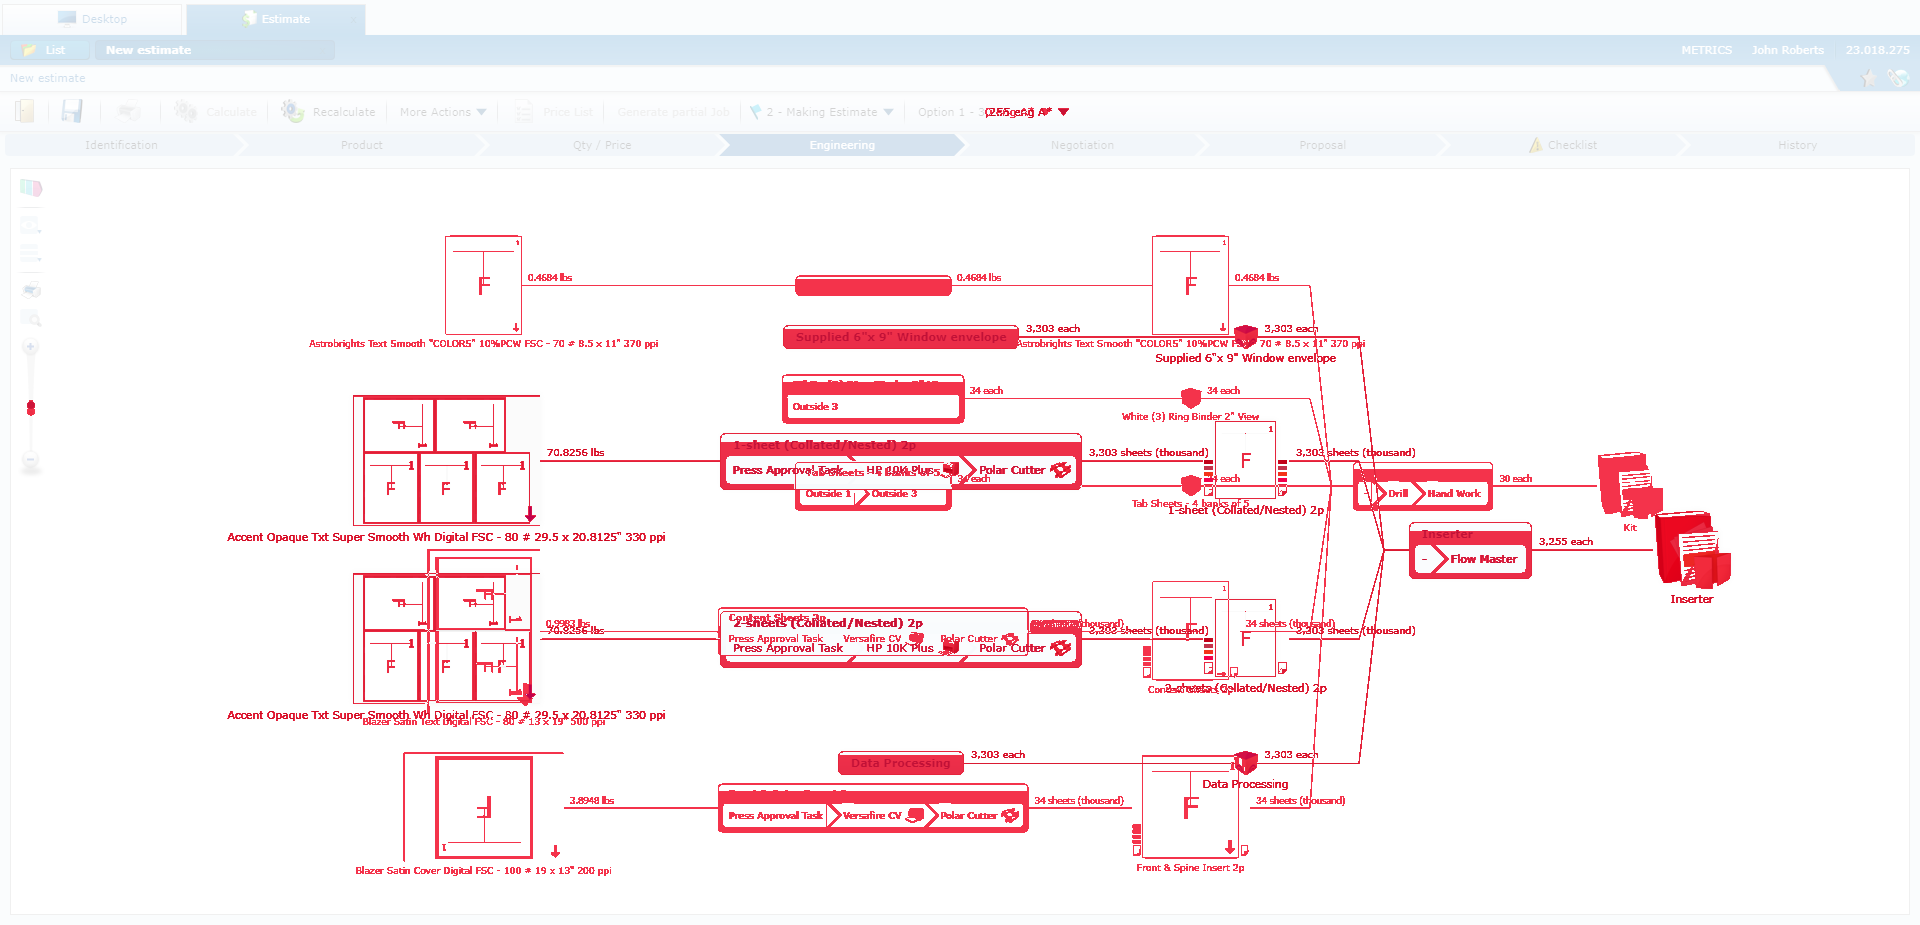 Desktop
Estimate
List
New estimate
METRICS
John Roberts
23.018.275
New estimate
Calculate
Recalculate
More Actions
Price List
Generate partial Job
2 - Making Estimate
Option 1 -
Identification
Product
Qty / Price
Engineering
Negotiation
Proposal
Checklist
History
0.4684 lbs
0.4684 lbs
0.4684 lbs
Astrobrights Text Smooth "COLORS" 10%PCW FSC - 70 # 8.5 x 11" 370 ppi
Supplied 6"x 9" Window envelope
3,303 each
3,303 each
Astrobrights Text Smooth "COLORS" 10%PCW FSC - 70 # 8.5 x 11" 370 ppi
Supplied 6"x 9" Window envelope
Outside 3
34 each
34 each
White (3) Ring Binder 2" View
1-sheet (Collated/Nested) 2p
70.8256 lbs
Press Approval Task
HP 10K Plus
Polar Cutter
3,303 sheets (thousand)
3,303 sheets (thousand)
Tab Sheets - 4 banks of 5
34 each
34 each
Outside 1
Outside 3
Tab Sheets - 4 banks of 5
1-sheet (Collated/Nested) 2p
Drill
Hand Work
30 each
Kit
Accent Opaque Txt Super Smooth Wh Digital FSC - 80 # 29.5 x 20.8125" 330 ppi
Inserter
Flow Master
3,255 each
Inserter
0.9983 lbs
70.8256 lbs
Content Sheets 2p
2-sheets (Collated/Nested) 2p
Press Approval Task
Versafire CV
Polar Cutter
Press Approval Task
HP 10K Plus
Polar Cutter
3,303 sheets (thousand)
34 sheets (thousand)
3,303 sheets (thousand)
2-sheets (Collated/Nested) 2p
Accent Opaque Txt Super Smooth Wh Digital FSC - 80 # 29.5 x 20.8125" 330 ppi
Blazer Satin Text Digital FSC - 80 # 13 x 19" 500 ppi
Data Processing
3,303 each
3,303 each
Data Processing
3.8948 lbs
Press Approval Task
Versafire CV
Polar Cutter
34 sheets (thousand)
34 sheets (thousand)
Blazer Satin Cover Digital FSC - 100 # 19 x 13" 200 ppi
Front & Spine Insert 2p